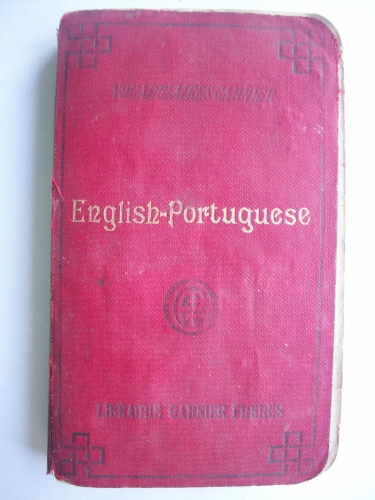 VOCABULAIRES GARNIER
English-Portuguese
LIBRAIRIE GARNIER FRÈRES